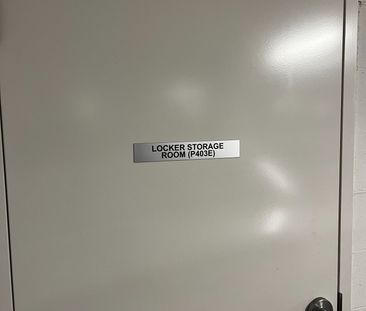 LOCKER STORAGE
ROOM (P403E)